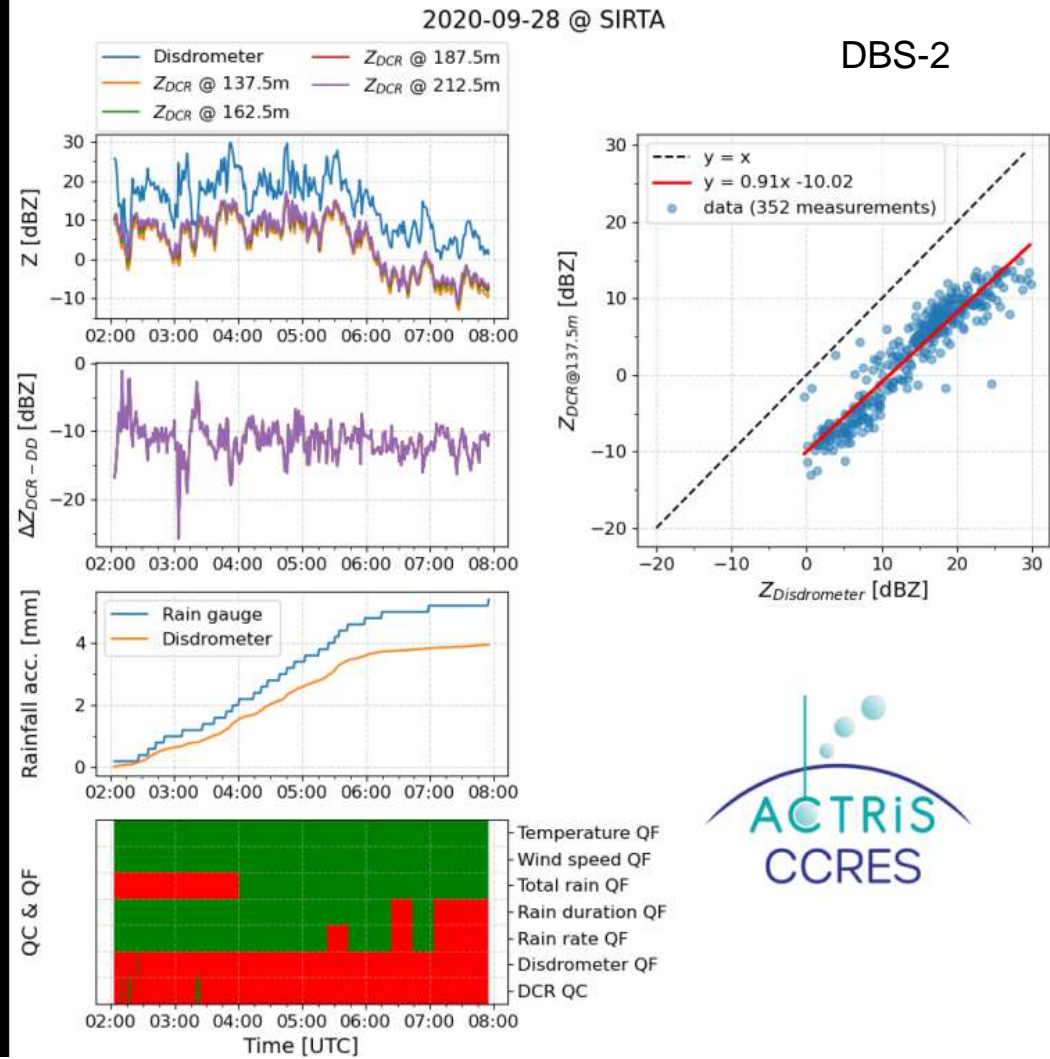 2020-09-28 @ SIRTA
DBS-2
Disdrometer
Z_DCR @ 137.5m
Z_DCR @ 162.5m
Z_DCR @ 187.5m
Z_DCR @ 212.5m
Z [dBZ]
30
20
10
0
−10
02:00 03:00 04:00 05:00 06:00 07:00 08:00
ΔZ_DCR−DD [dBZ]
0
−10
−20
02:00 03:00 04:00 05:00 06:00 07:00 08:00
Rainfall acc. [mm]
Rain gauge
Disdrometer
4
2
0
02:00 03:00 04:00 05:00 06:00 07:00 08:00
QC & QF
Temperature QF
Wind speed QF
Total rain QF
Rain duration QF
Rain rate QF
Disdrometer QF
DCR QC
02:00 03:00 04:00 05:00 06:00 07:00 08:00
Time [UTC]
y = x
y = 0.91x -10.02
data (352 measurements)
Z_DCR@137.5m [dBZ]
30
20
10
0
−10
−20
−20 −10 0 10 20 30
Z_Disdrometer [dBZ]
ACTRiS
CCRES